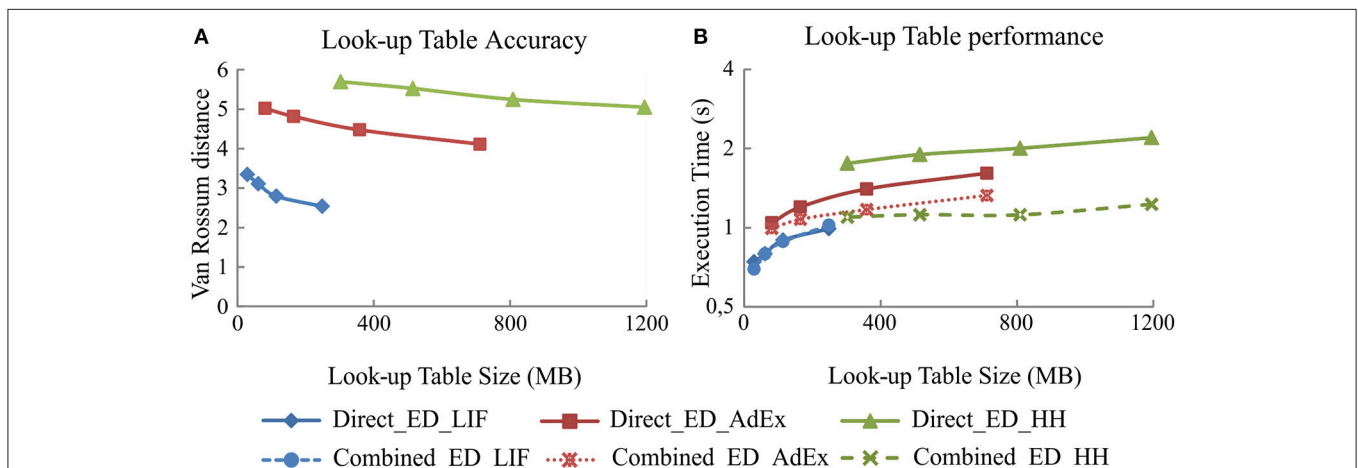 A Look-up Table Accuracy
Van Rossum distance
6
5
4
3
2
1
0
0 400 800 1200
Look-up Table Size (MB)
B Look-up Table performance
Execution Time (s)
4
2
1
0,5
0 400 800 1200
Look-up Table Size (MB)
Direct_ED_LIF Direct_ED_AdEx Direct_ED_HH
Combined_ED_LIF Combined_ED_AdEx Combined_ED_HH